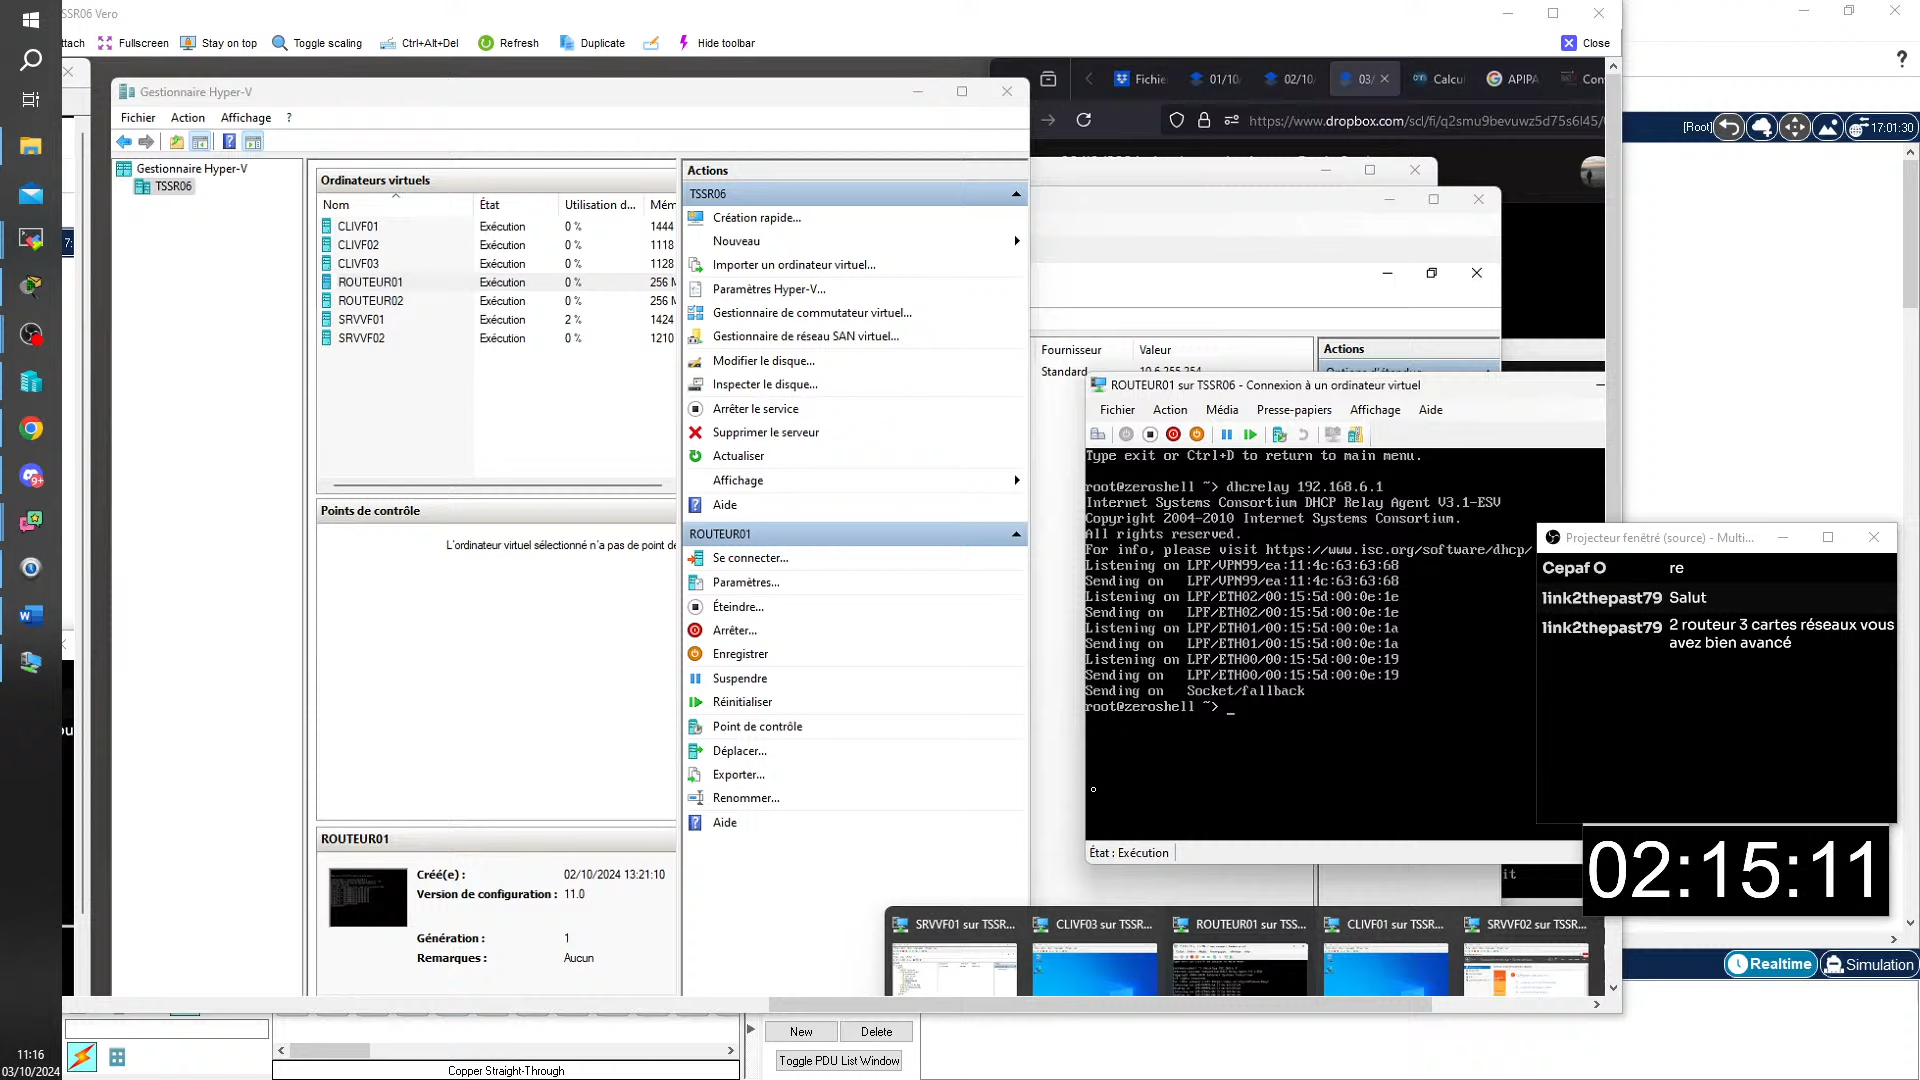 TSSR06 Vero
ttach
Fullscreen
Stay on top
Toggle scaling
Ctrl+Alt+Del
Refresh
Duplicate
Hide toolbar
Close
Gestionnaire Hyper-V
Fichier
Action
Affichage
?
Gestionnaire Hyper-V
TSSR06
Ordinateurs virtuels
Nom État Utilisation d... Mém
CLIVF01 Exécution 0 % 1444
CLIVF02 Exécution 0 % 1118
CLIVF03 Exécution 0 % 1128
ROUTEUR01 Exécution 0 % 256 M
ROUTEUR02 Exécution 0 % 256 M
SRVVF01 Exécution 2 % 1424
SRVVF02 Exécution 0 % 1210
Points de contrôle
L'ordinateur virtuel sélectionné n'a pas de point de
ROUTEUR01
Créé(e) : 02/10/2024 13:21:10
Version de configuration : 11.0
Génération : 1
Remarques : Aucun
Actions
TSSR06
Création rapide...
Nouveau
Importer un ordinateur virtuel...
Paramètres Hyper-V...
Gestionnaire de commutateur virtuel...
Gestionnaire de réseau SAN virtuel...
Modifier le disque...
Inspecter le disque...
Arrêter le service
Supprimer le serveur
Actualiser
Affichage
Aide
ROUTEUR01
Se connecter...
Paramètres...
Éteindre...
Arrêter...
Enregistrer
Suspendre
Réinitialiser
Point de contrôle
Déplacer...
Exporter...
Renommer...
Aide
Fichie
01/10
02/10
03/
Calcu
APIPA
Con
https://www.dropbox.com/scl/fi/q2smu9bevuwz5d75s6l45/
Fournisseur Valeur
Standard
Actions
ROUTEUR01 sur TSSR06 - Connexion à un ordinateur virtuel
Fichier Action Média Presse-papiers Affichage Aide
Type exit or Ctrl+D to return to main menu.
root@zeroshell ~> dhcrelay 192.168.6.1
Internet Systems Consortium DHCP Relay Agent V3.1-ESV
Copyright 2004-2010 Internet Systems Consortium.
All rights reserved.
For info, please visit https://www.isc.org/software/dhcp/
Listening on LPF/VPN99/ea:11:4c:63:63:68
Sending on   LPF/VPN99/ea:11:4c:63:63:68
Listening on LPF/ETH02/00:15:5d:00:0e:1e
Sending on   LPF/ETH02/00:15:5d:00:0e:1e
Listening on LPF/ETH01/00:15:5d:00:0e:1a
Sending on   LPF/ETH01/00:15:5d:00:0e:1a
Listening on LPF/ETH00/00:15:5d:00:0e:19
Sending on   LPF/ETH00/00:15:5d:00:0e:19
Sending on   Socket/fallback
root@zeroshell ~> _
État : Exécution
Projecteur fenêtré (source) - Multi...
Cepaf O re
link2thepast79 Salut
link2thepast79 2 routeur 3 cartes réseaux vous
avez bien avancé
02:15:11
it
[Root]
17:01:30
Realtime
Simulation
SRVVF01 sur TSSR...
CLIVF03 sur TSSR...
ROUTEUR01 sur TSS...
CLIVF01 sur TSSR...
SRVVF02 sur TSSR...
New
Delete
Toggle PDU List Window
Copper Straight-Through
11:16
03/10/2024